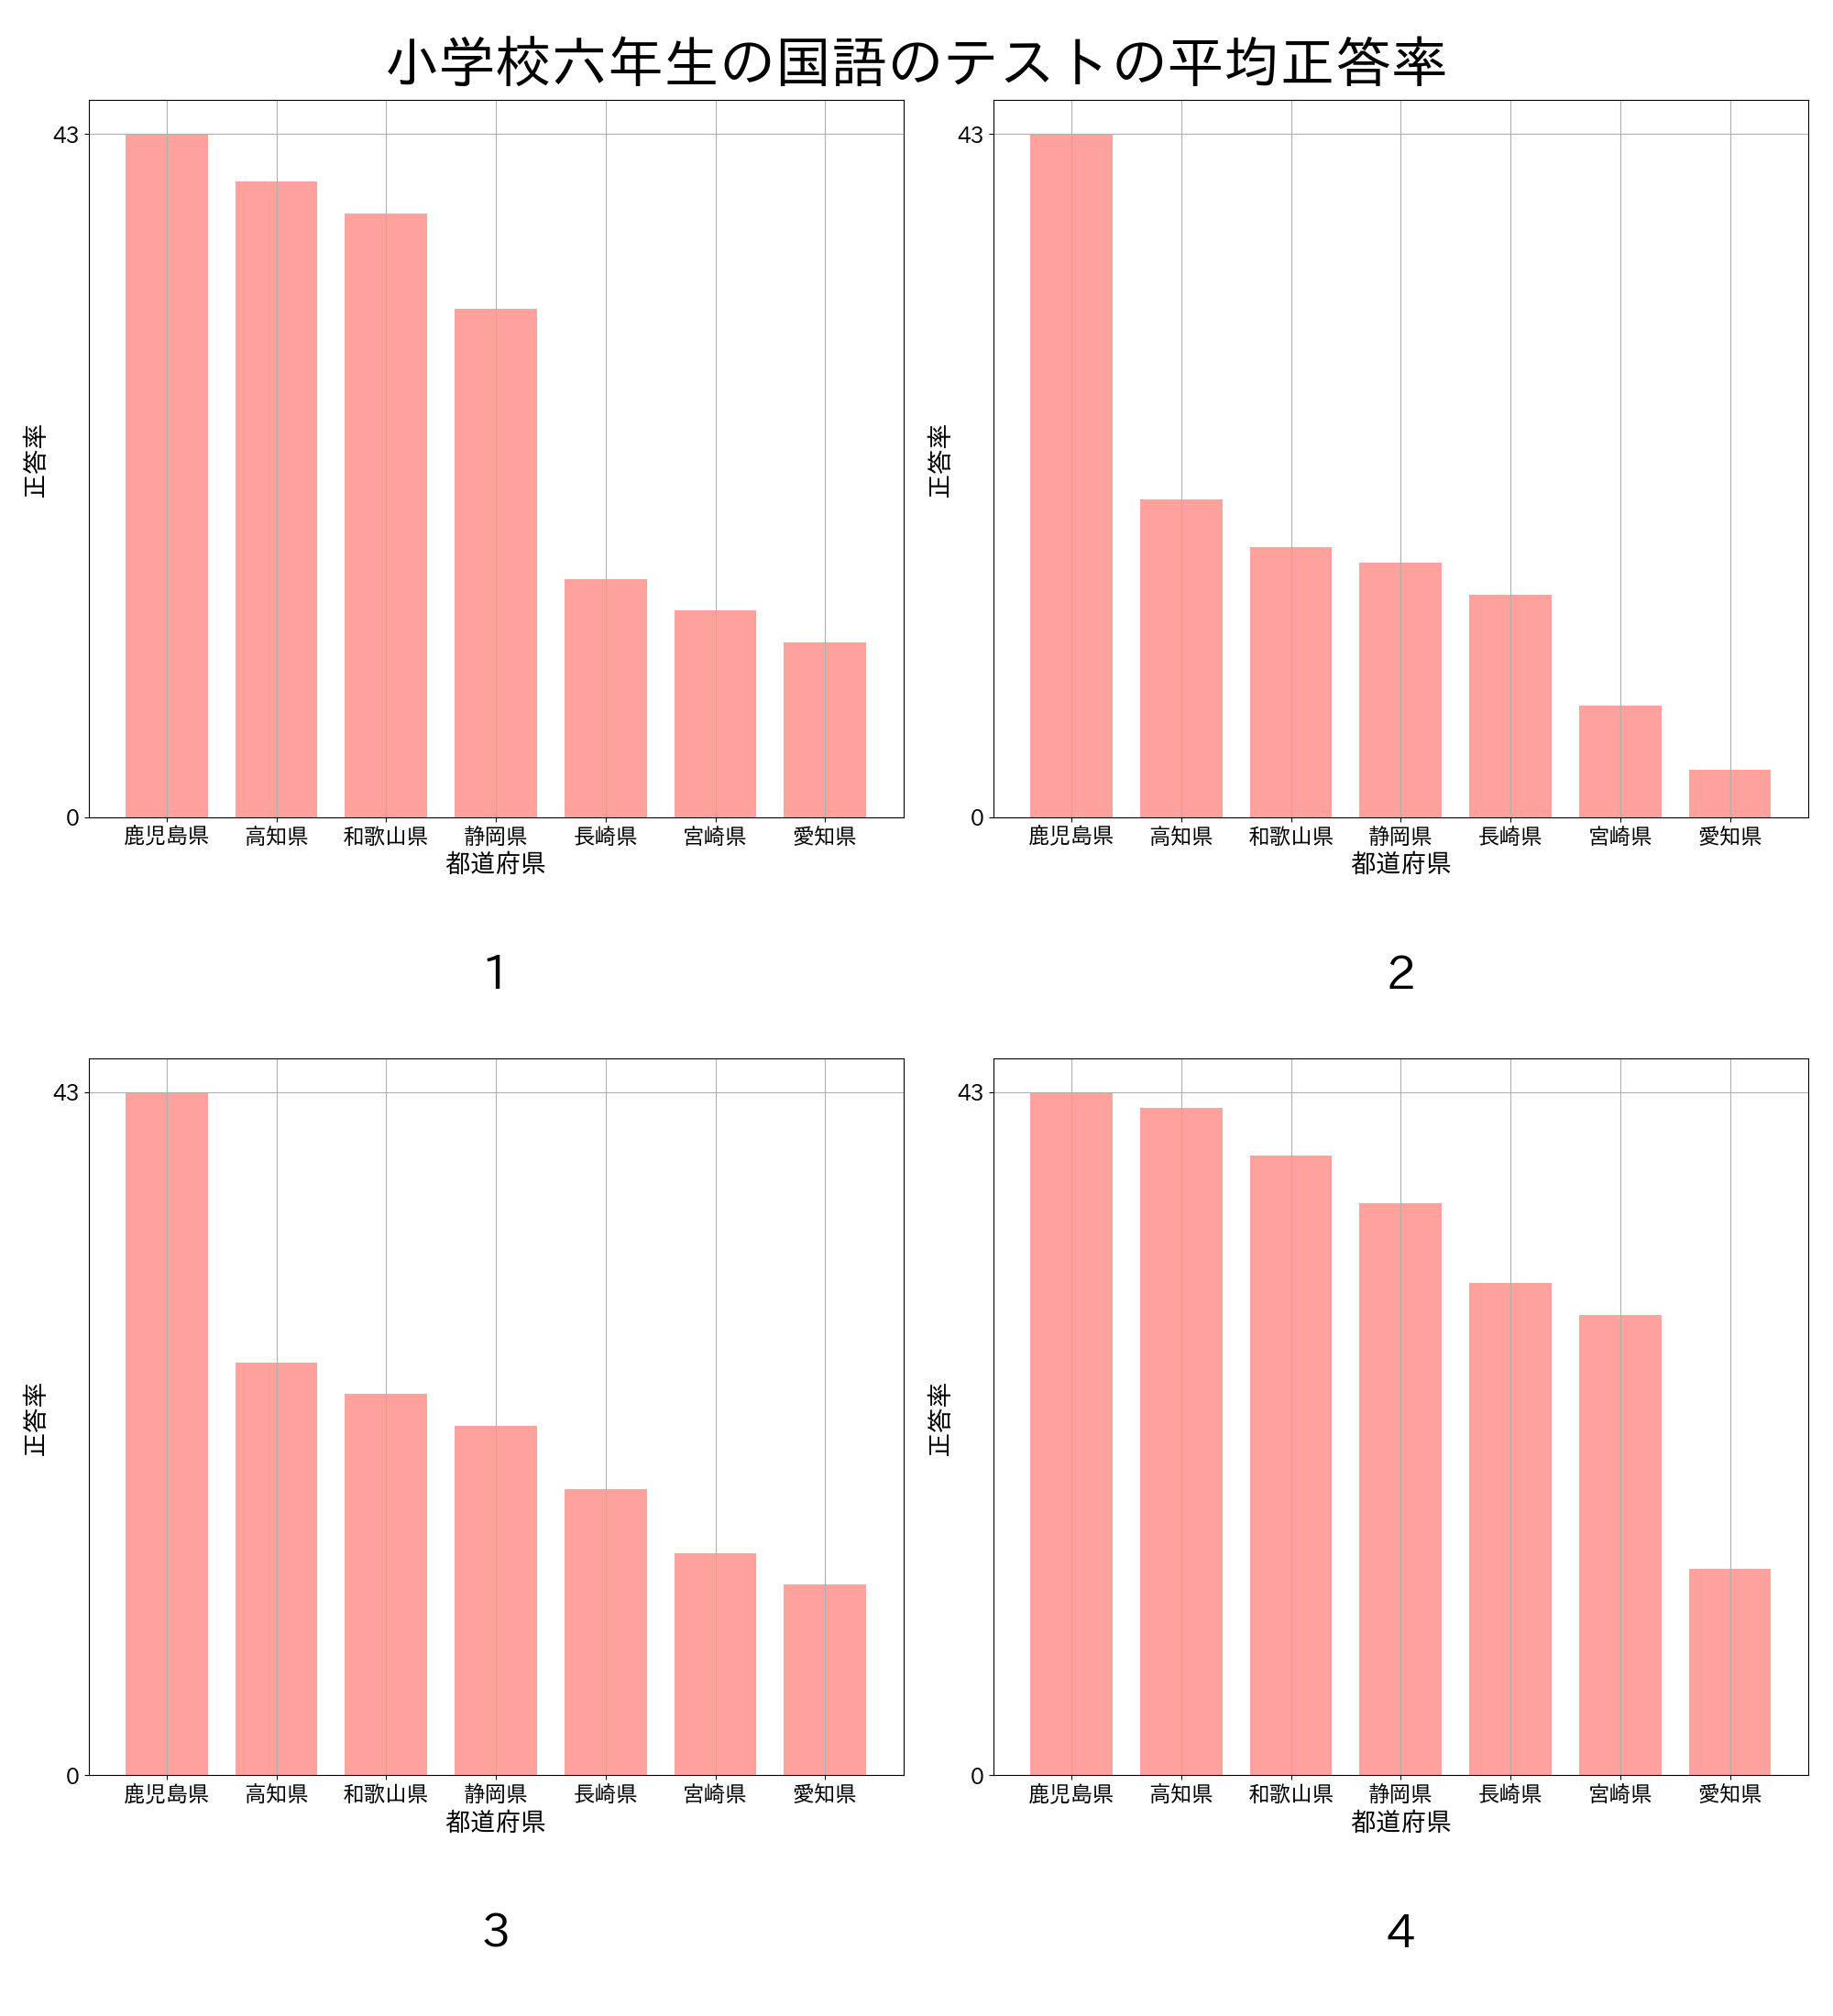 小学校六年生の国語のテストの平均正答率
43
0
正答率
鹿児島県 高知県 和歌山県 静岡県 長崎県 宮崎県 愛知県
都道府県
1
43
0
正答率
鹿児島県 高知県 和歌山県 静岡県 長崎県 宮崎県 愛知県
都道府県
2
43
0
正答率
鹿児島県 高知県 和歌山県 静岡県 長崎県 宮崎県 愛知県
都道府県
3
43
0
正答率
鹿児島県 高知県 和歌山県 静岡県 長崎県 宮崎県 愛知県
都道府県
4